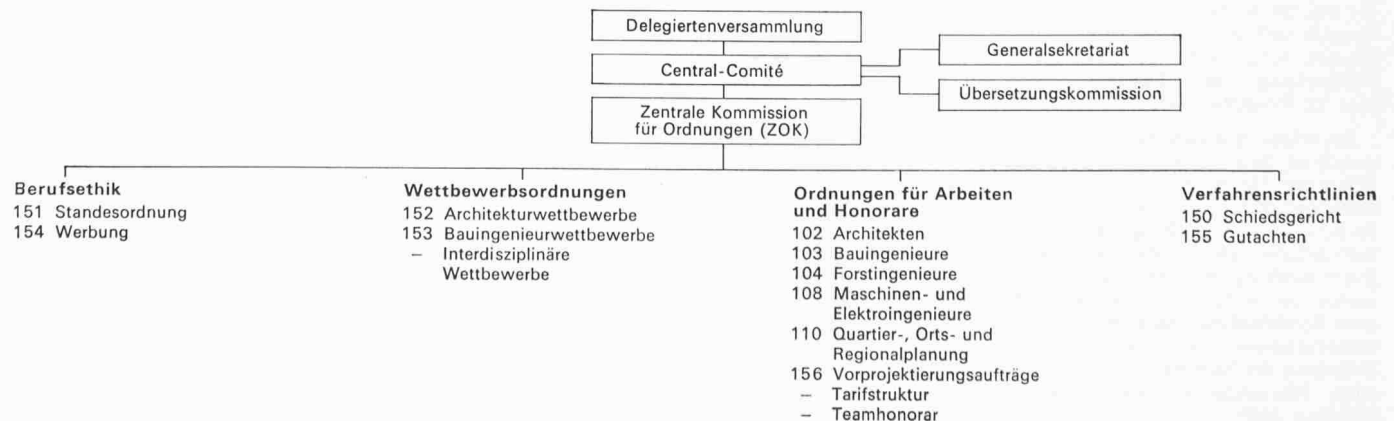 Delegiertenversammlung
Central-Comité
Generalsekretariat
Übersetzungskommission
Zentrale Kommission
für Ordnungen (ZOK)
Berufsethik
151 Standesordnung
154 Werbung
Wettbewerbsordnungen
152 Architekturwettbewerbe
153 Bauingenieurwettbewerbe
– Interdisziplinäre
Wettbewerbe
Ordnungen für Arbeiten
und Honorare
102 Architekten
103 Bauingenieure
104 Forstingenieure
108 Maschinen- und
Elektroingenieure
110 Quartier-, Orts- und
Regionalplanung
156 Vorprojektierungsaufträge
– Tarifstruktur
– Teamhonorar
Verfahrensrichtlinien
150 Schiedsgericht
155 Gutachten